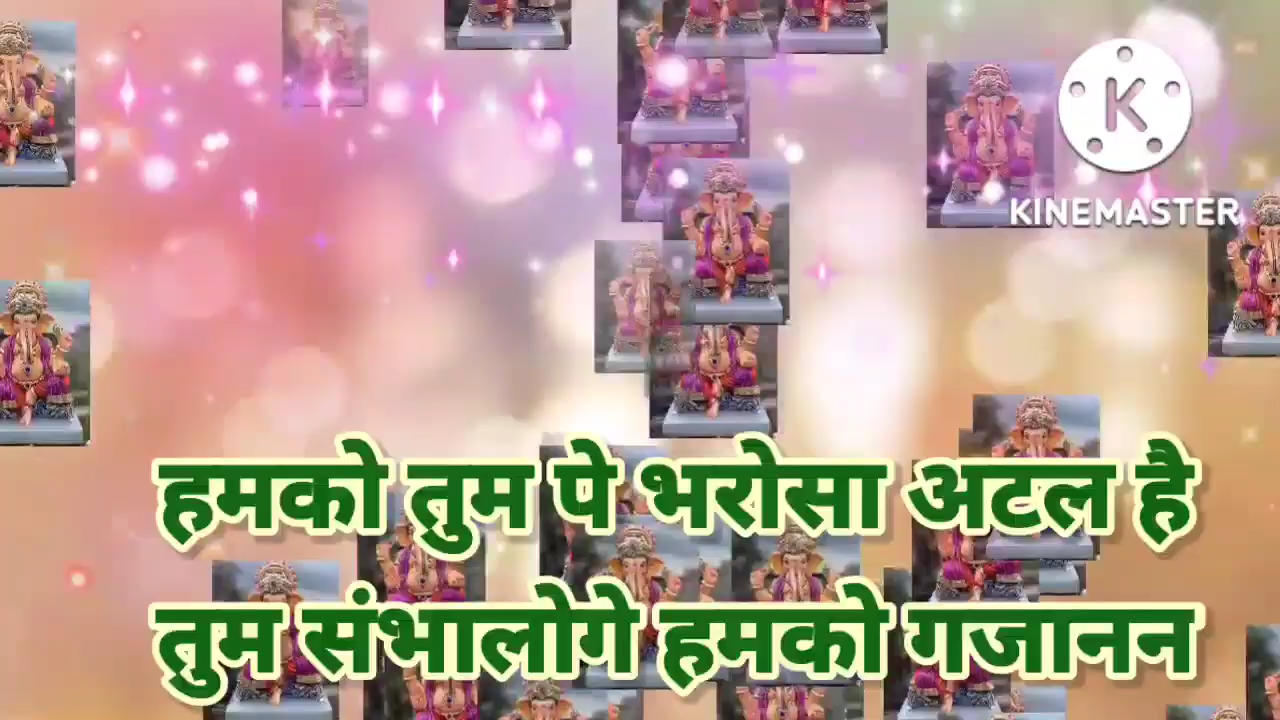 KINEMASTER
हमको तुम पे भरोसा अटल है
तुम संभालोगे हमको गजानन